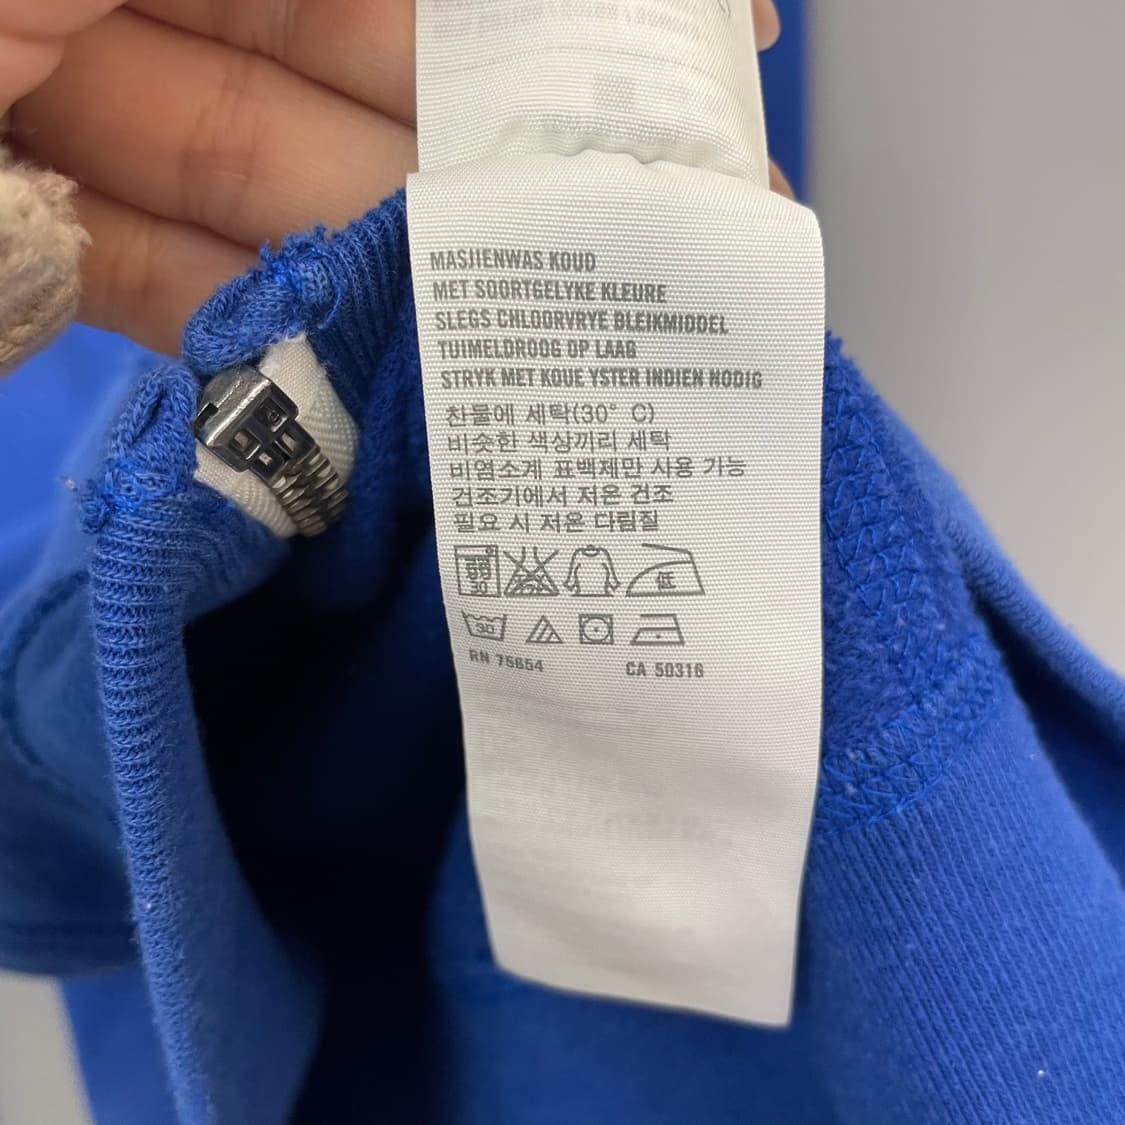 MASJIENWAS KOUD
MET SOORTGELYKE KLEURE
SLEGS CHLOORVRYE BLEIKMIDDEL
TUIMELDROOG OP LAAG
STRYK MET KOUE YSTER INDIEN NODIG
찬물에 세탁(30° C)
비슷한 색상끼리 세탁
비염소계 표백제만 사용 가능
건조기에서 저온 건조
필요 시 저온 다림질
低
30
RN 75654 CA 50316